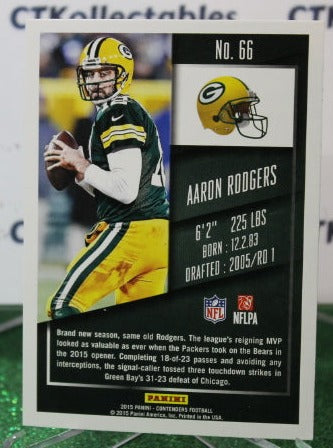 CTKollectables
No. 66
G
AARON RODGERS
6'2" 225 LBS
BORN : 12.2.83
DRAFTED : 2005/RD 1
NFL NFLPA
Brand new season, same old Rodgers. The league's reigning MVP
looked as valuable as ever when the Packers took on the Bears in
the 2015 opener. Completing 18-of-23 passes and avoiding any
interceptions, the signal-caller tossed three touchdown strikes in
Green Bay's 31-23 defeat of Chicago.
PANINI
2015 PANINI - CONTENDERS FOOTBALL
© 2015 Panini America, Inc. Printed in the USA.